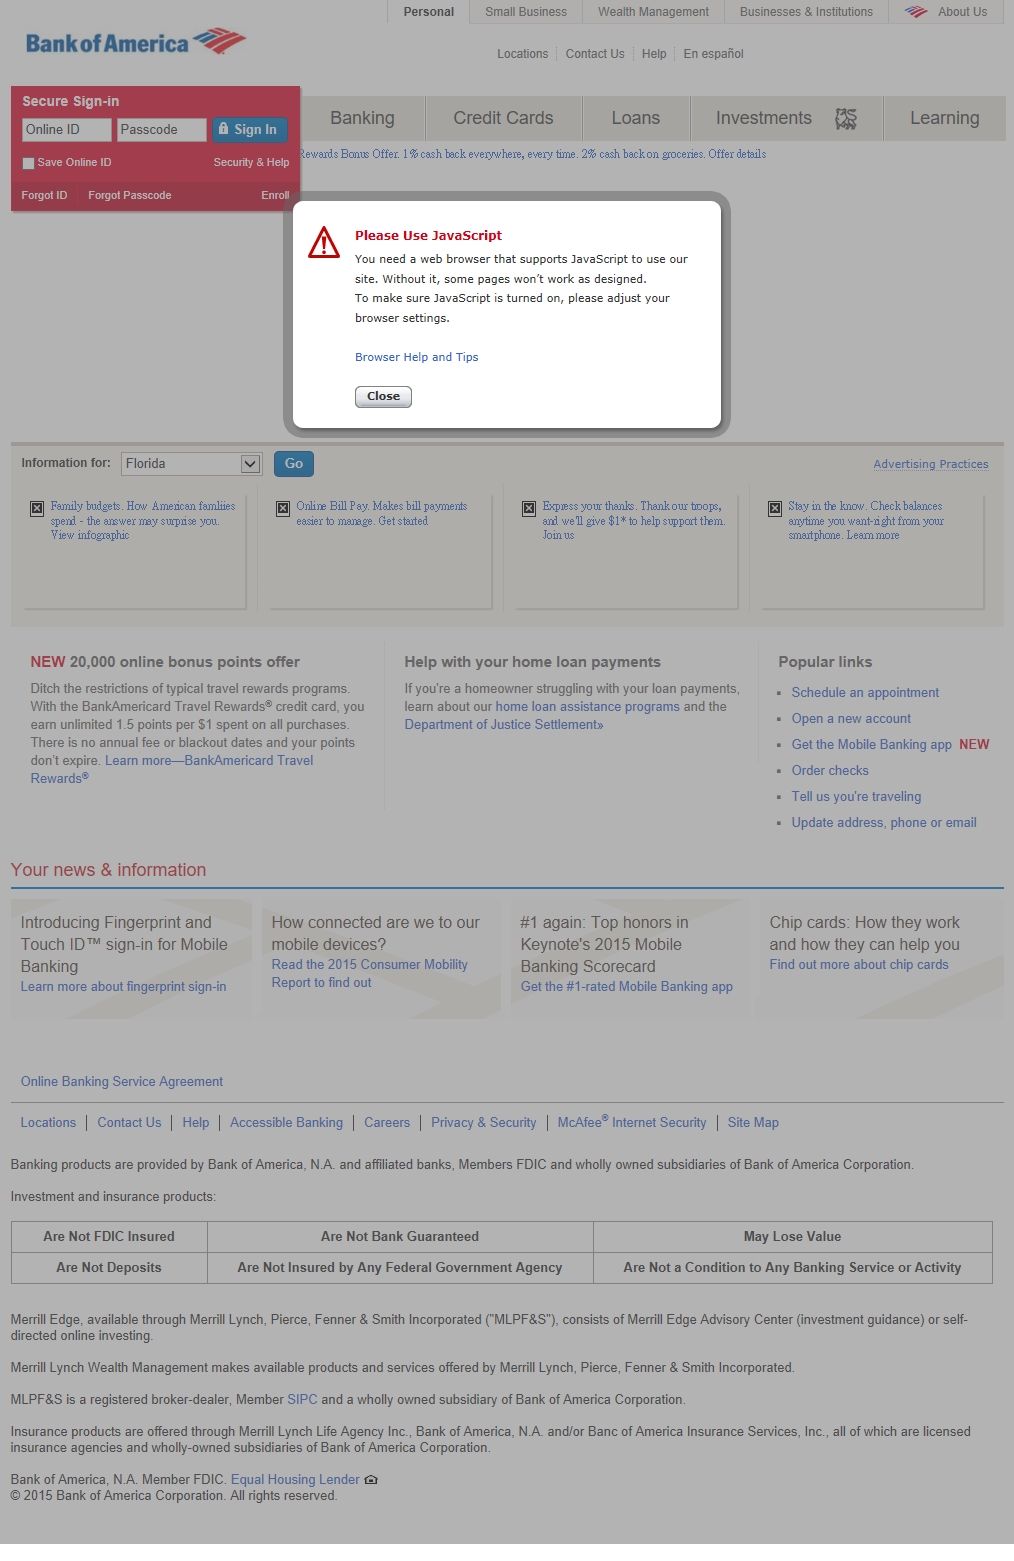 Personal
Small Business
Wealth Management
Businesses & Institutions
About Us
Bank of America
Locations
Contact Us
Help
En español
Secure Sign-in
Online ID
Passcode
Sign In
Save Online ID
Security & Help
Forgot ID
Forgot Passcode
Enroll
Banking
Credit Cards
Loans
Investments
Learning
Rewards Bonus Offer. 1% cash back everywhere, every time. 2% cash back on groceries. Offer details
Please Use JavaScript
You need a web browser that supports JavaScript to use our
site. Without it, some pages won't work as designed.
To make sure JavaScript is turned on, please adjust your
browser settings.
Browser Help and Tips
Close
Information for:
Florida
Go
Advertising Practices
Family budgets. How American famliies
spend - the answer may surprise you.
View infographic
Online Bill Pay. Makes bill payments
easier to manage. Get started
Express your thanks. Thank our troops,
and we'll give $1* to help support them.
Join us
Stay in the know. Check balances
anytime you want-right from your
smartphone. Learn more
NEW 20,000 online bonus points offer
Ditch the restrictions of typical travel rewards programs.
With the BankAmericard Travel Rewards® credit card, you
earn unlimited 1.5 points per $1 spent on all purchases.
There is no annual fee or blackout dates and your points
don't expire. Learn more—BankAmericard Travel
Rewards®
Help with your home loan payments
If you're a homeowner struggling with your loan payments,
learn about our home loan assistance programs and the
Department of Justice Settlement»
Popular links
Schedule an appointment
Open a new account
Get the Mobile Banking app NEW
Order checks
Tell us you're traveling
Update address, phone or email
Your news & information
Introducing Fingerprint and
Touch ID™ sign-in for Mobile
Banking
Learn more about fingerprint sign-in
How connected are we to our
mobile devices?
Read the 2015 Consumer Mobility
Report to find out
#1 again: Top honors in
Keynote's 2015 Mobile
Banking Scorecard
Get the #1-rated Mobile Banking app
Chip cards: How they work
and how they can help you
Find out more about chip cards
Online Banking Service Agreement
Locations
Contact Us
Help
Accessible Banking
Careers
Privacy & Security
McAfee® Internet Security
Site Map
Banking products are provided by Bank of America, N.A. and affiliated banks, Members FDIC and wholly owned subsidiaries of Bank of America Corporation.
Investment and insurance products:
Are Not FDIC Insured
Are Not Bank Guaranteed
May Lose Value
Are Not Deposits
Are Not Insured by Any Federal Government Agency
Are Not a Condition to Any Banking Service or Activity
Merrill Edge, available through Merrill Lynch, Pierce, Fenner & Smith Incorporated ("MLPF&S"), consists of Merrill Edge Advisory Center (investment guidance) or self-
directed online investing.
Merrill Lynch Wealth Management makes available products and services offered by Merrill Lynch, Pierce, Fenner & Smith Incorporated.
MLPF&S is a registered broker-dealer, Member SIPC and a wholly owned subsidiary of Bank of America Corporation.
Insurance products are offered through Merrill Lynch Life Agency Inc., Bank of America, N.A. and/or Banc of America Insurance Services, Inc., all of which are licensed
insurance agencies and wholly-owned subsidiaries of Bank of America Corporation.
Bank of America, N.A. Member FDIC. Equal Housing Lender
© 2015 Bank of America Corporation. All rights reserved.